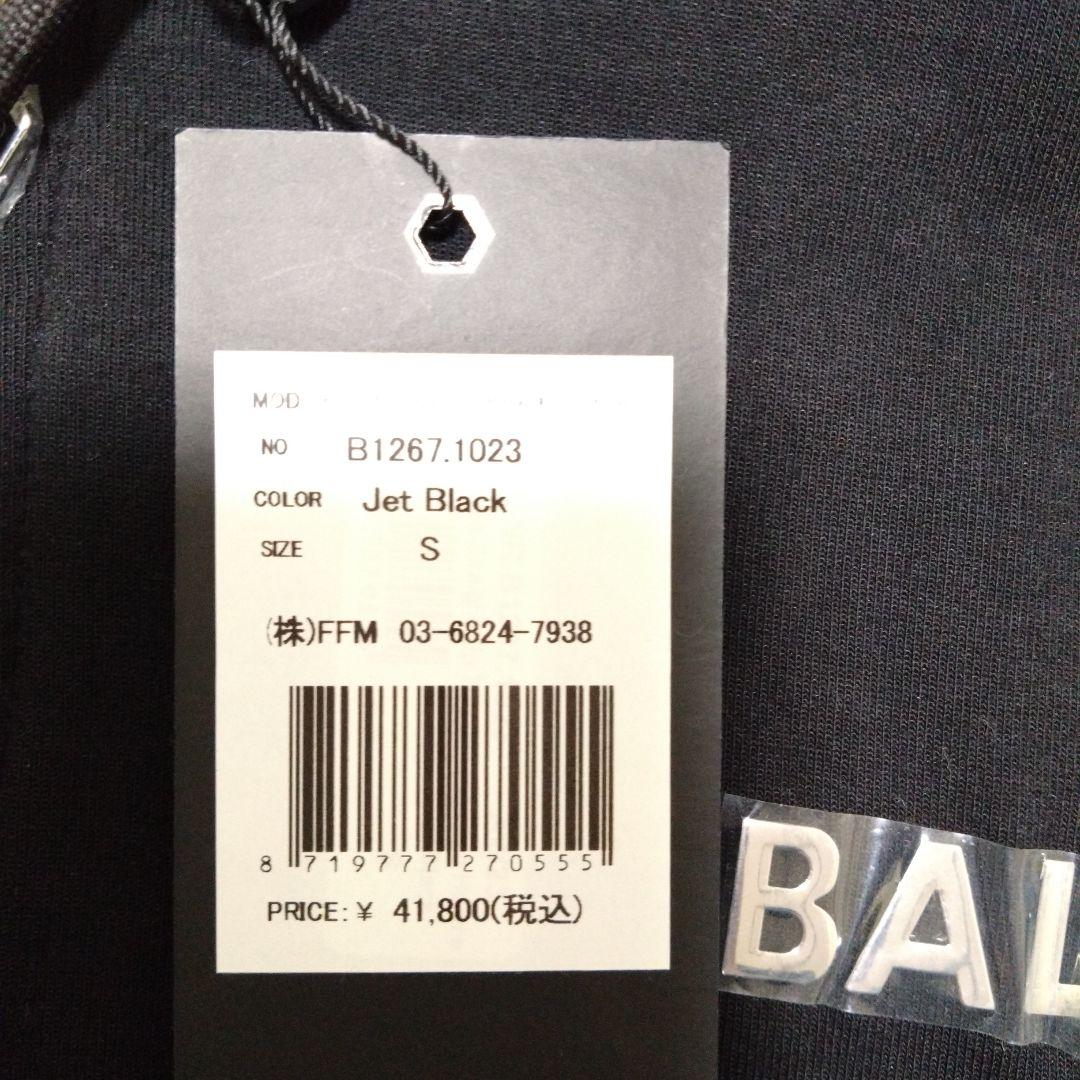 MOD
NO B1267.1023
COLOR Jet Black
SIZE S
(株)FFM 03-6824-7938
8 719777 270555
PRICE:¥ 41,800(税込)
BAL